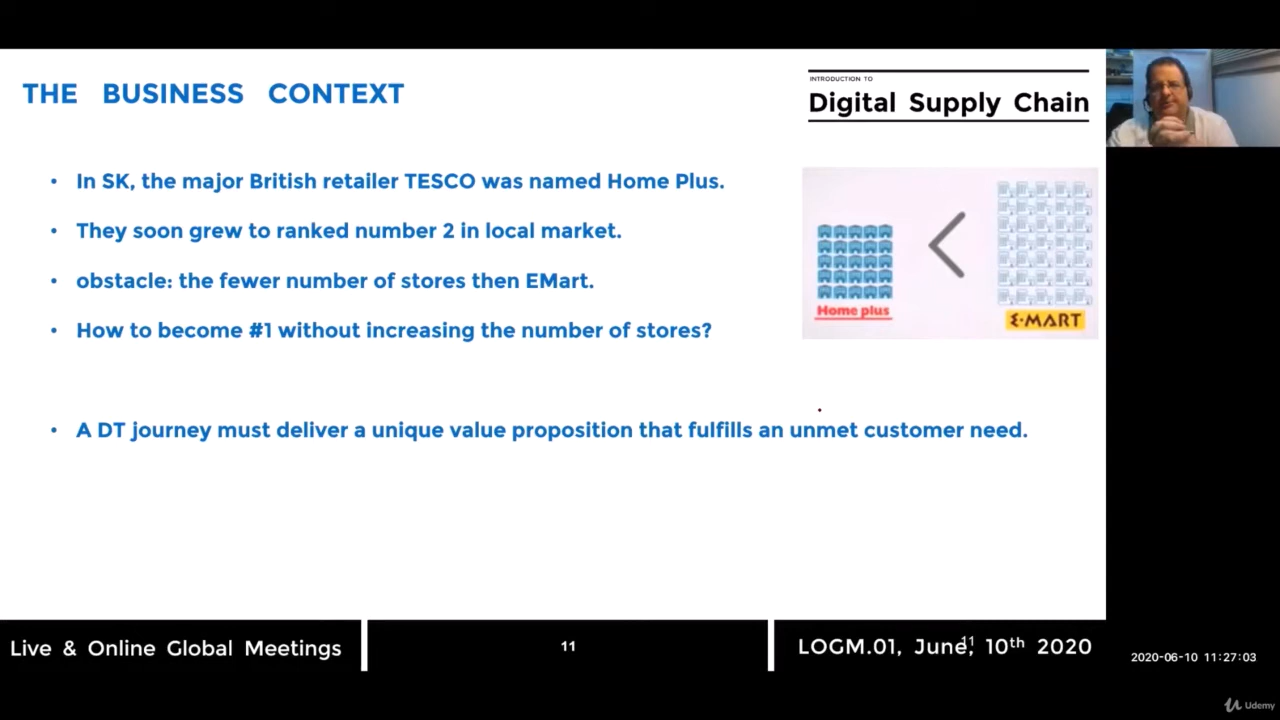 THE BUSINESS CONTEXT
INTRODUCTION TO
Digital Supply Chain
• In SK, the major British retailer TESCO was named Home Plus.
• They soon grew to ranked number 2 in local market.
• obstacle: the fewer number of stores then EMart.
• How to become #1 without increasing the number of stores?
Home plus
E·MART
• A DT journey must deliver a unique value proposition that fulfills an unmet customer need.
Live & Online Global Meetings
11
LOGM.01, June, 10th 2020
11
2020-06-10 11:27:03
Udemy